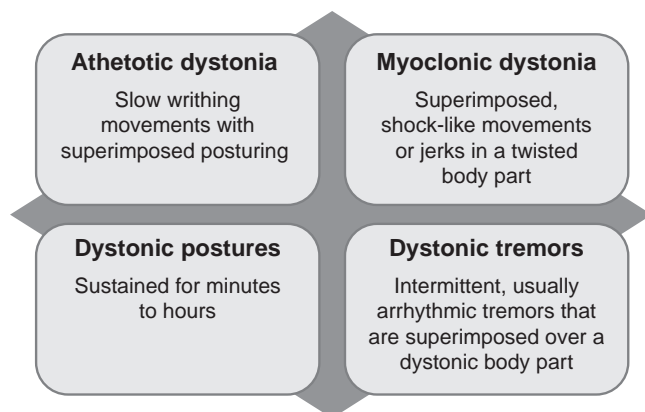 Athetotic dystonia
Slow writhing
movements with
superimposed posturing
Myoclonic dystonia
Superimposed,
shock-like movements
or jerks in a twisted
body part
Dystonic postures
Sustained for minutes
to hours
Dystonic tremors
Intermittent, usually
arrhythmic tremors that
are superimposed over a
dystonic body part